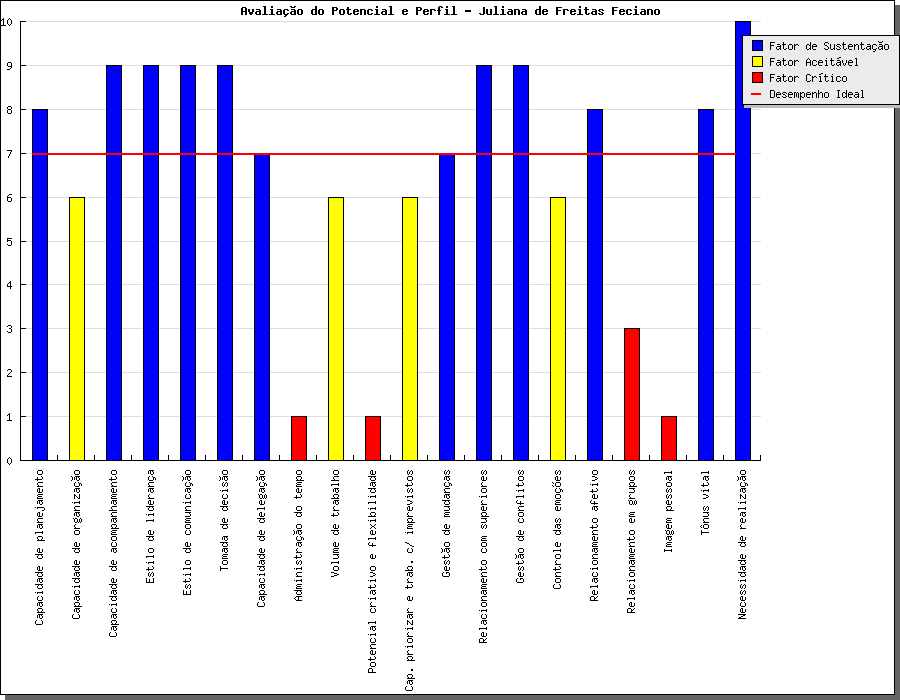 Avaliação do Potencial e Perfil - Juliana de Freitas Feciano
10
9
8
7
6
5
4
3
2
1
0
Fator de Sustentação
Fator Aceitável
Fator Crítico
Desempenho Ideal
Capacidade de planejamento
Capacidade de organização
Capacidade de acompanhamento
Estilo de liderança
Estilo de comunicação
Tomada de decisão
Capacidade de delegação
Administração do tempo
Volume de trabalho
Potencial criativo e flexibilidade
Cap. priorizar e trab. c/ imprevistos
Gestão de mudanças
Relacionamento com superiores
Gestão de conflitos
Controle das emoções
Relacionamento afetivo
Relacionamento em grupos
Imagem pessoal
Tônus vital
Necessidade de realização